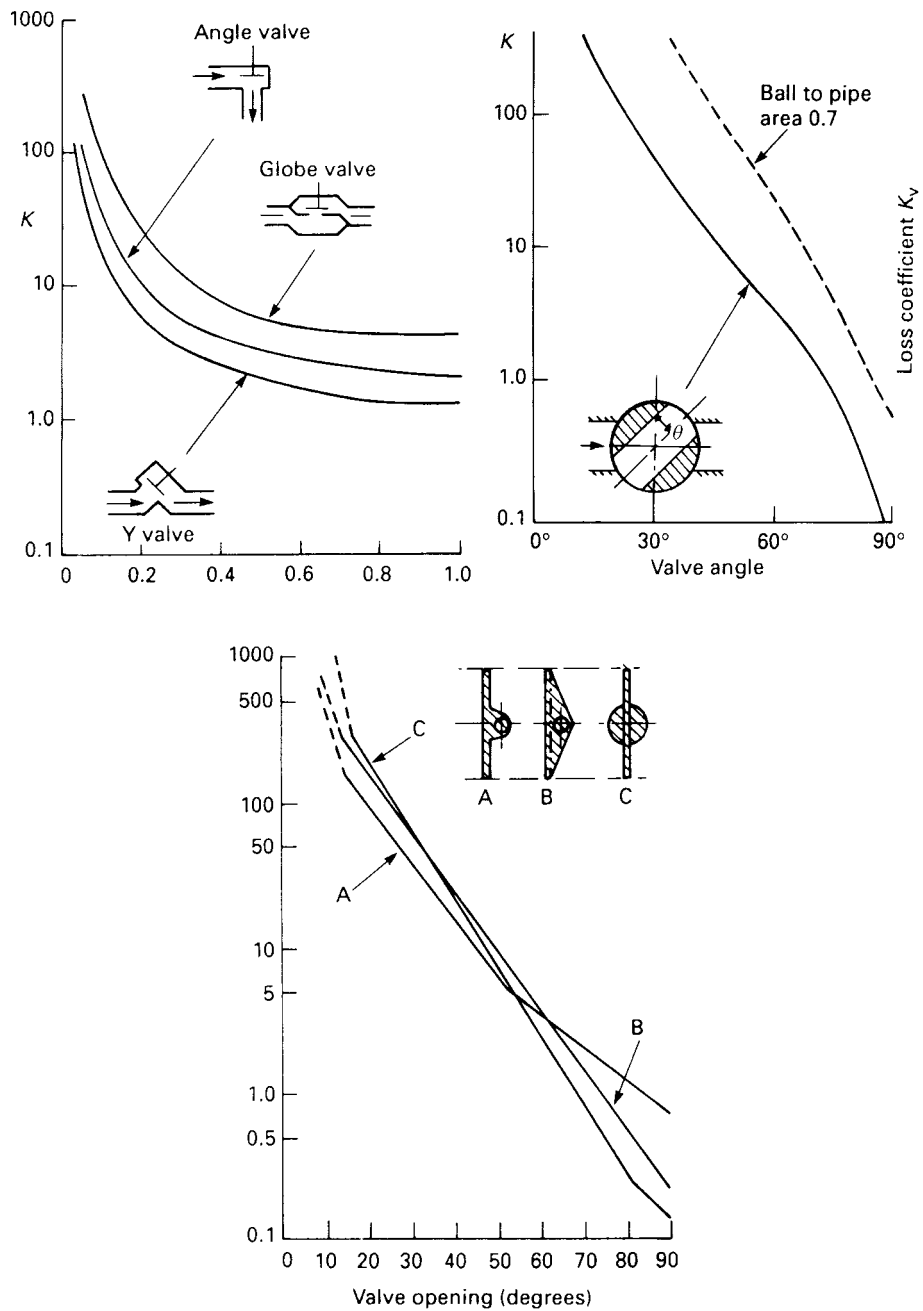 1000
100
K
10
1.0
0.1
0
0.2
0.4
0.6
0.8
1.0
Angle valve
Globe valve
Y valve
K
100
10
1.0
0.1
0°
30°
60°
90°
Valve angle
Ball to pipe
area 0.7
θ
Loss coefficient Kᵥ
1000
500
100
50
10
5
1.0
0.5
0.1
0
10
20
30
40
50
60
70
80
90
Valve opening (degrees)
C
A
B
A
B
C